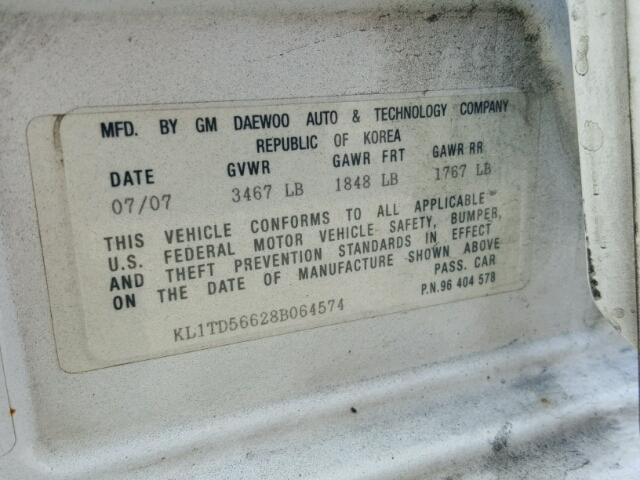 MFD. BY GM DAEWOO AUTO & TECHNOLOGY COMPANY
REPUBLIC OF KOREA
DATE GVWR GAWR FRT GAWR RR
07/07 3467 LB 1848 LB 1767 LB
THIS VEHICLE CONFORMS TO ALL APPLICABLE
U.S. FEDERAL MOTOR VEHICLE SAFETY, BUMPER,
AND THEFT PREVENTION STANDARDS IN EFFECT
ON THE DATE OF MANUFACTURE SHOWN ABOVE
PASS. CAR
KL1TD56628B064574 P.N.96 404 578